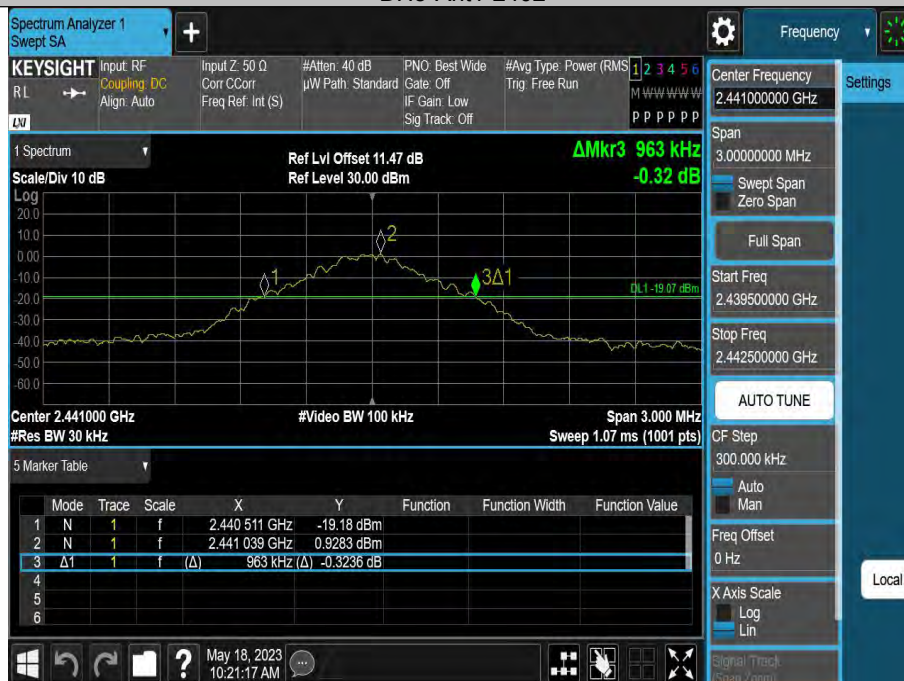 Spectrum Analyzer 1
Swept SA
+
Frequency
KEYSIGHT
RL
LXI
Input: RF
Coupling: DC
Align: Auto
Input Z: 50 Ω
Corr CCorr
Freq Ref: Int (S)
#Atten: 40 dB
µW Path: Standard
PNO: Best Wide
Gate: Off
IF Gain: Low
Sig Track: Off
#Avg Type: Power (RMS
Trig: Free Run
1 2 3 4 5 6
M W W W W W
P P P P P P
1 Spectrum
Scale/Div 10 dB
Ref Lvl Offset 11.47 dB
Ref Level 30.00 dBm
ΔMkr3 963 kHz
-0.32 dB
Log
20.0
10.0
0.00
-10.0
-20.0
-30.0
-40.0
-50.0
-60.0
1
2
3Δ1
DL1 -19.07 dBm
Center 2.441000 GHz
#Video BW 100 kHz
Span 3.000 MHz
#Res BW 30 kHz
Sweep 1.07 ms (1001 pts)
5 Marker Table
Mode Trace Scale X Y Function Function Width Function Value
1 N 1 f 2.440 511 GHz -19.18 dBm
2 N 1 f 2.441 039 GHz 0.9283 dBm
3 Δ1 1 f (Δ) 963 kHz (Δ) -0.3236 dB
4
5
6
May 18, 2023
10:21:17 AM
Center Frequency
2.441000000 GHz
Settings
Span
3.00000000 MHz
Swept Span
Zero Span
Full Span
Start Freq
2.439500000 GHz
Stop Freq
2.442500000 GHz
AUTO TUNE
CF Step
300.000 kHz
Auto
Man
Freq Offset
0 Hz
Local
X Axis Scale
Log
Lin
Signal Track
(Span Zoom)